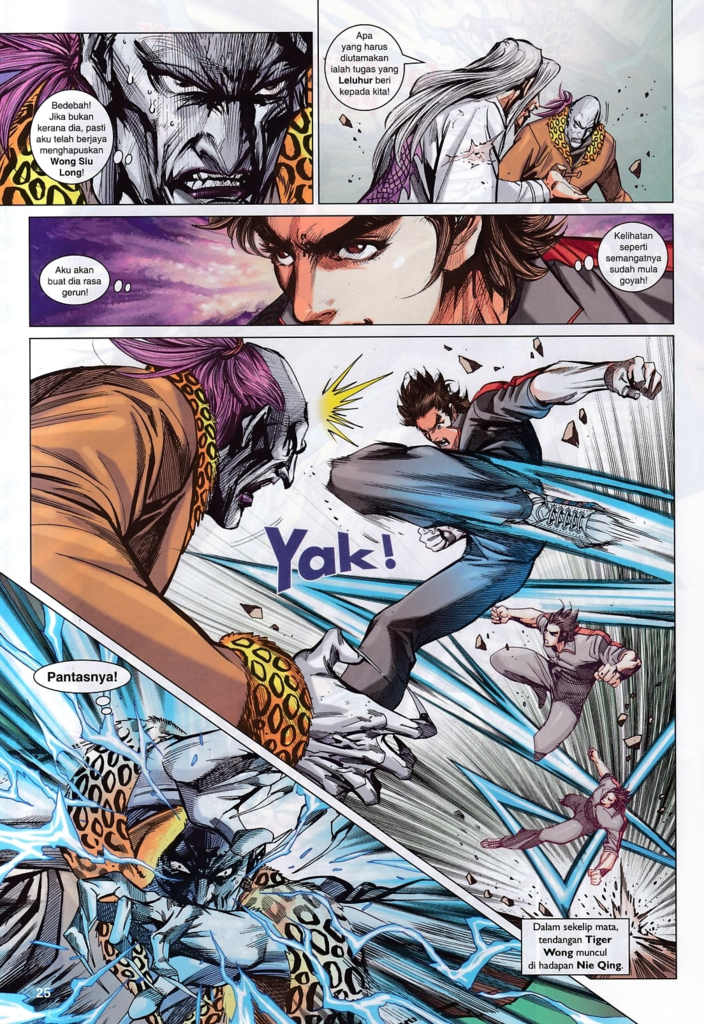 Bedebah!
Jika bukan
kerana dia, pasti
aku telah berjaya
menghapuskan
Wong Siu
Long!
Apa
yang harus
diutamakan
ialah tugas yang
Leluhur beri
kepada kita!
Aku akan
buat dia rasa
gerun!
Kelihatan
seperti
semangatnya
sudah mula
goyah!
Yak!
Pantasnya!
Dalam sekelip mata,
tendangan Tiger
Wong muncul
di hadapan Nie Qing.
25